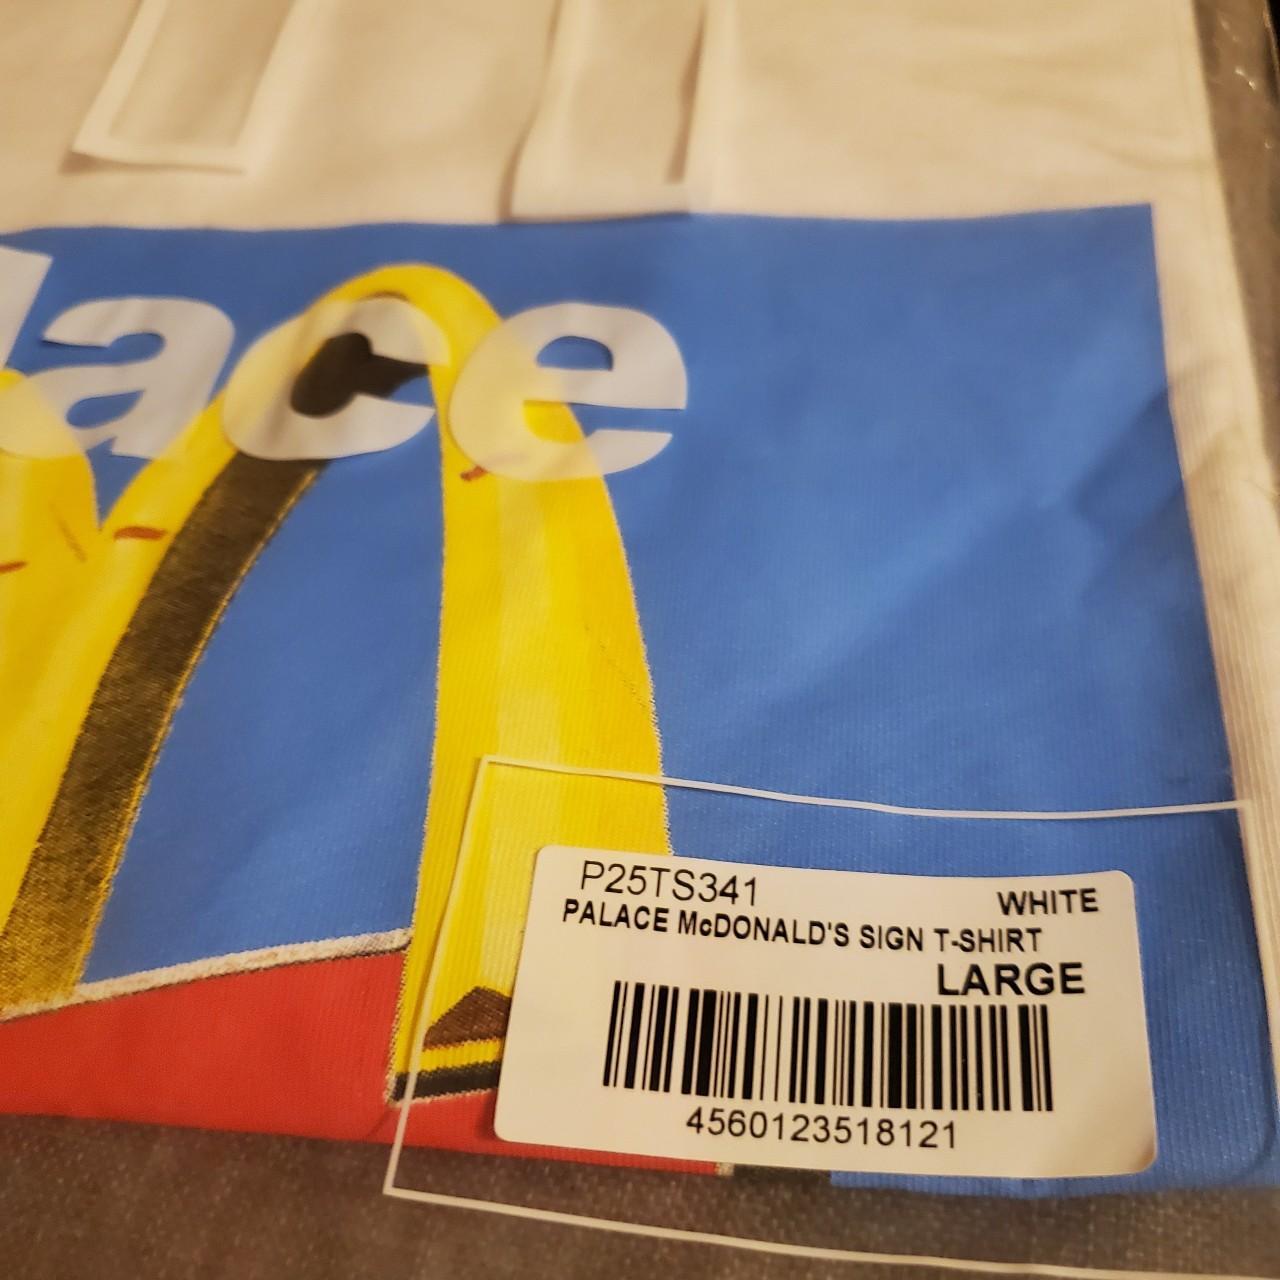 lace
P25TS341 WHITE
PALACE McDONALD'S SIGN T-SHIRT
LARGE
4560123518121